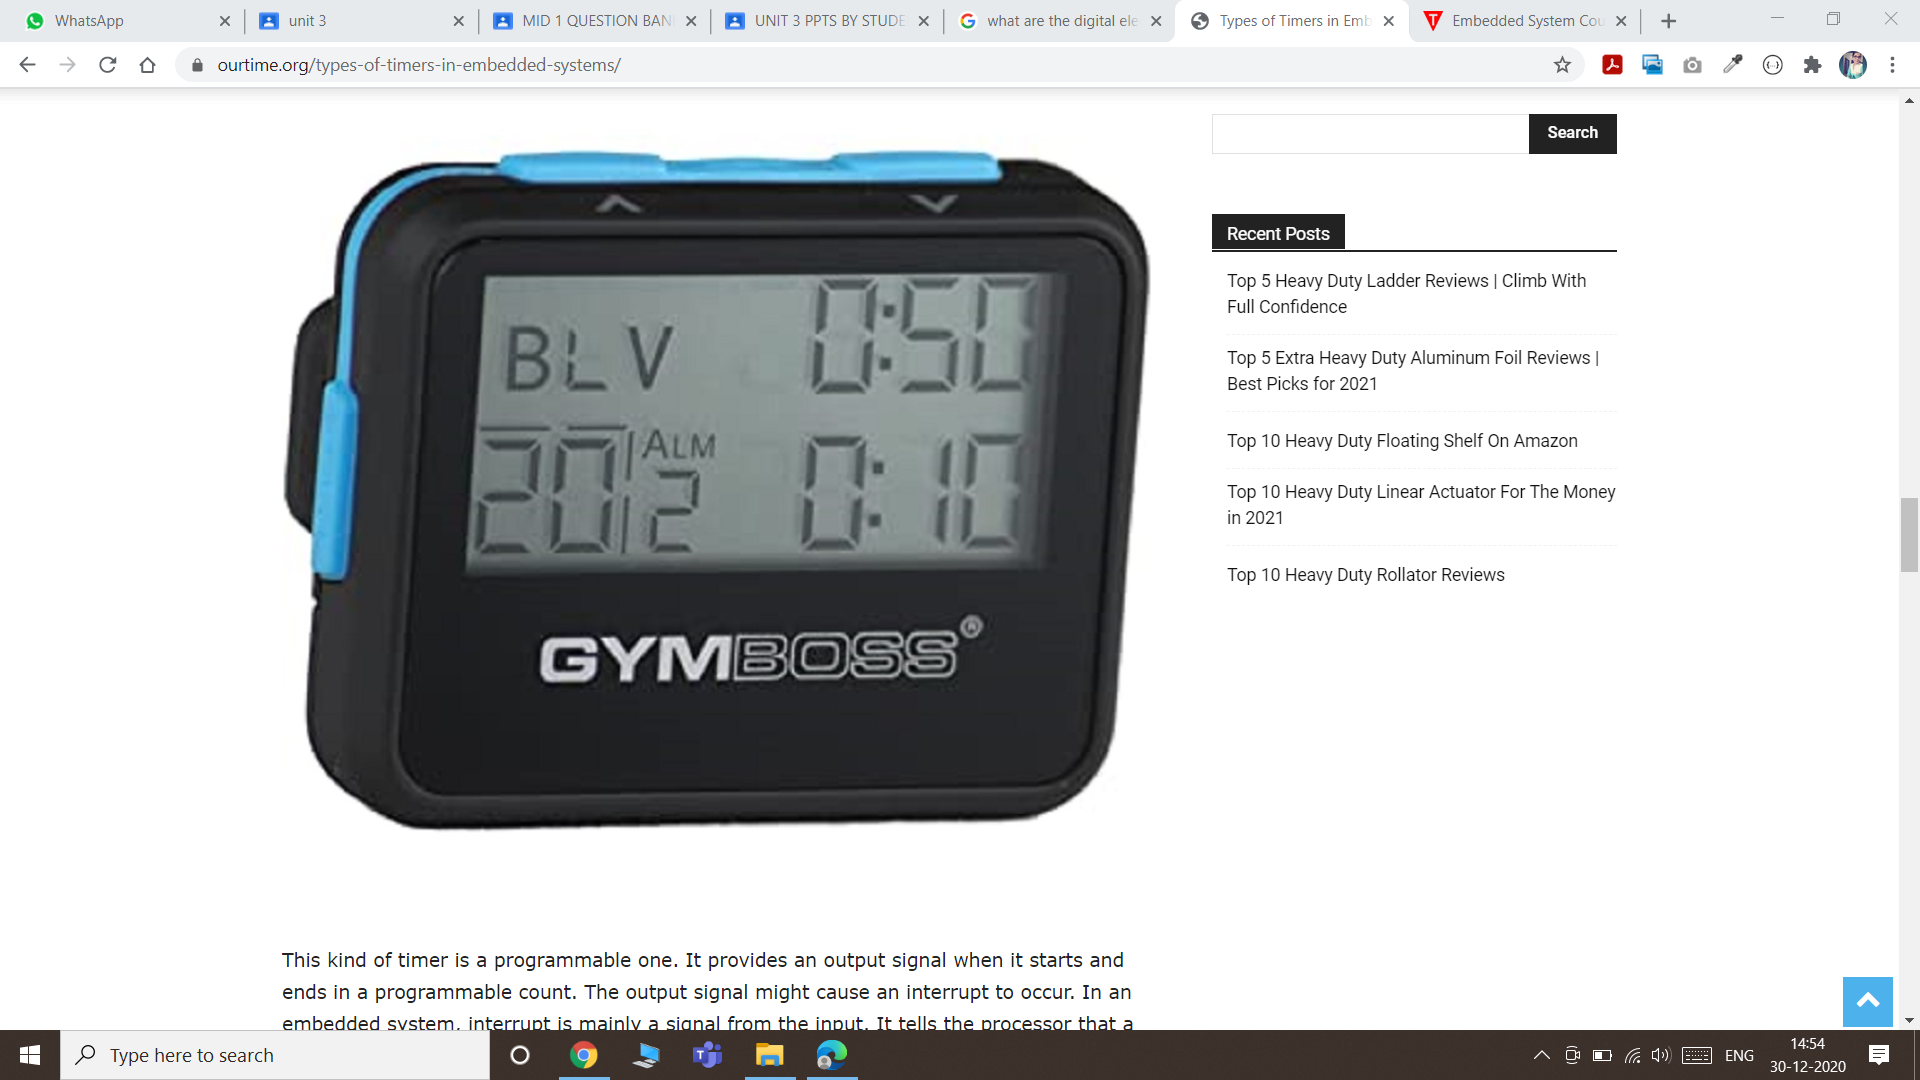 WhatsApp
unit 3
MID 1 QUESTION BAN
UNIT 3 PPTS BY STUDE
what are the digital ele
Types of Timers in Emb
Embedded System Cou
ourtime.org/types-of-timers-in-embedded-systems/
Search
Recent Posts
Top 5 Heavy Duty Ladder Reviews | Climb With
Full Confidence
Top 5 Extra Heavy Duty Aluminum Foil Reviews |
Best Picks for 2021
Top 10 Heavy Duty Floating Shelf On Amazon
Top 10 Heavy Duty Linear Actuator For The Money
in 2021
Top 10 Heavy Duty Rollator Reviews
BLV 0:50
20 ALM 2 0:10
GYMBOSS®
This kind of timer is a programmable one. It provides an output signal when it starts and
ends in a programmable count. The output signal might cause an interrupt to occur. In an
embedded system, interrupt is mainly a signal from the input. It tells the processor that a
Type here to search
ENG
14:54
30-12-2020